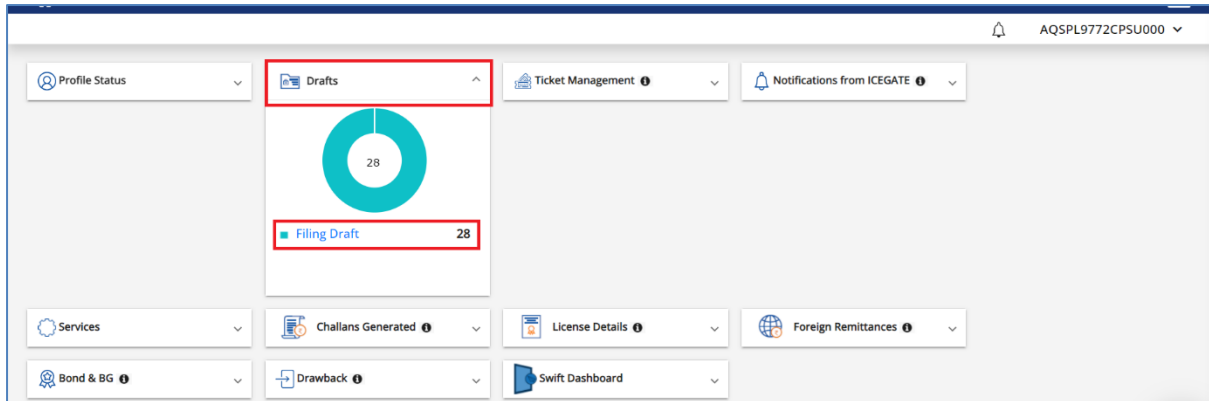 AQSPL9772CPSU000
Profile Status
Drafts
Ticket Management
Notifications from ICEGATE
28
Filing Draft 28
Services
Challans Generated
License Details
Foreign Remittances
Bond & BG
Drawback
Swift Dashboard